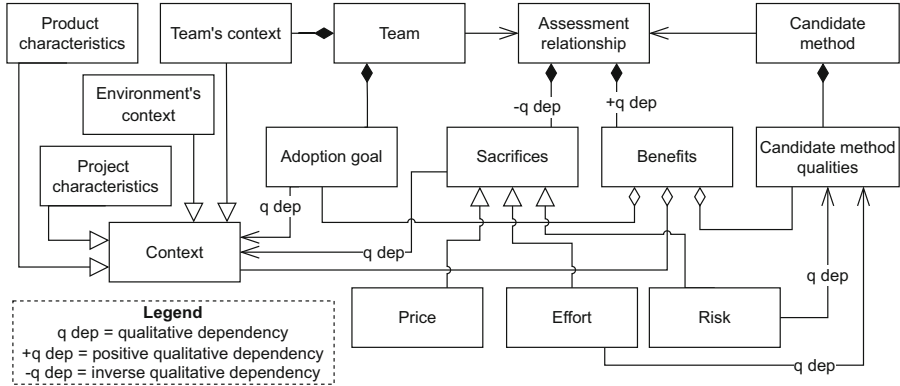 Product
characteristics
Team's context
Team
Assessment
relationship
Candidate
method
Environment's
context
-q dep
+q dep
Project
characteristics
Adoption goal
Sacrifices
Benefits
Candidate method
qualities
q dep
Context
q dep
q dep
Price
Effort
Risk
q dep
Legend
q dep = qualitative dependency
+q dep = positive qualitative dependency
-q dep = inverse qualitative dependency